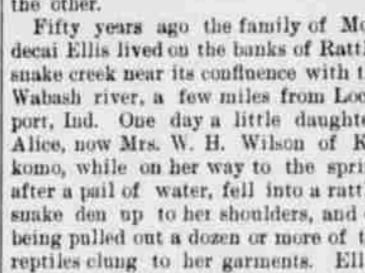 the other.
Fifty years ago the family of Mo
decai Ellis lived on the banks of Rattl
snake creek near its confluence with t
Wabash river, a few miles from Loc
port, Ind. One day a little daught
Alice, now Mrs. W. H. Wilson of K
komo, while on her way to the spri
after a pail of water, fell into a rattl
snake den up to her shoulders, and
being pulled out a dozen or more of t
reptiles clung to her garments. Ell